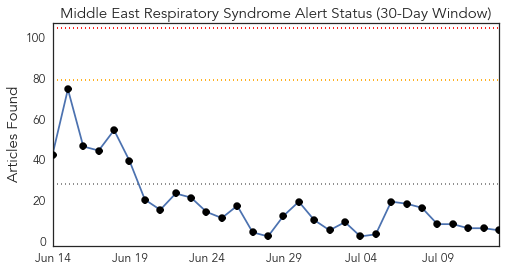 Middle East Respiratory Syndrome Alert Status (30-Day Window)
Articles Found
100
80
60
40
20
0
Jun 14 Jun 19 Jun 24 Jun 29 Jul 04 Jul 09